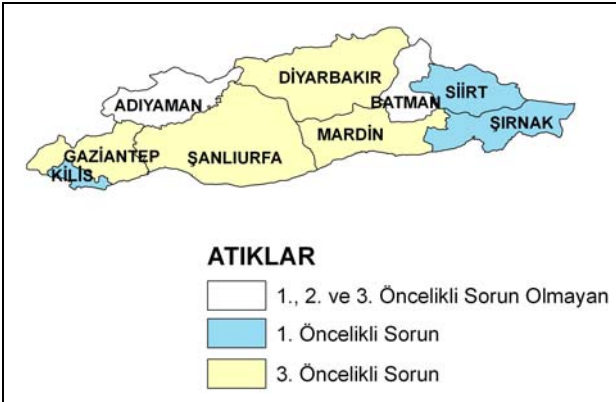 DİYARBAKIR
SİİRT
ADIYAMAN
BATMAN
ŞIRNAK
MARDİN
GAZİANTEP
ŞANLIURFA
KİLİS
ATIKLAR
1., 2. ve 3. Öncelikli Sorun Olmayan
1. Öncelikli Sorun
3. Öncelikli Sorun